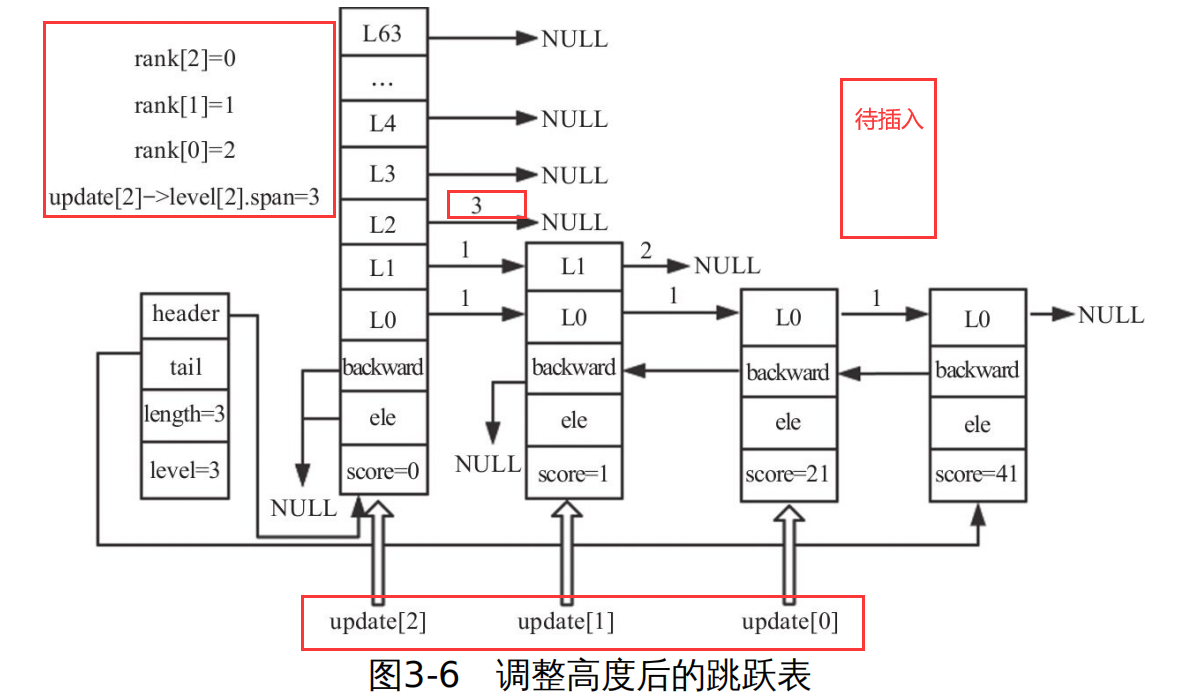 rank[2]=0
rank[1]=1
rank[0]=2
update[2]−>level[2].span=3
L63
NULL
…
L4
NULL
L3
NULL
L2
3
NULL
L1
1
L1
2
NULL
L0
1
L0
1
L0
1
L0
NULL
待插入
header
tail
length=3
level=3
backward
ele
score=0
NULL
backward
ele
score=1
NULL
backward
ele
score=21
backward
ele
score=41
update[2]
update[1]
update[0]
图3-6 调整高度后的跳跃表